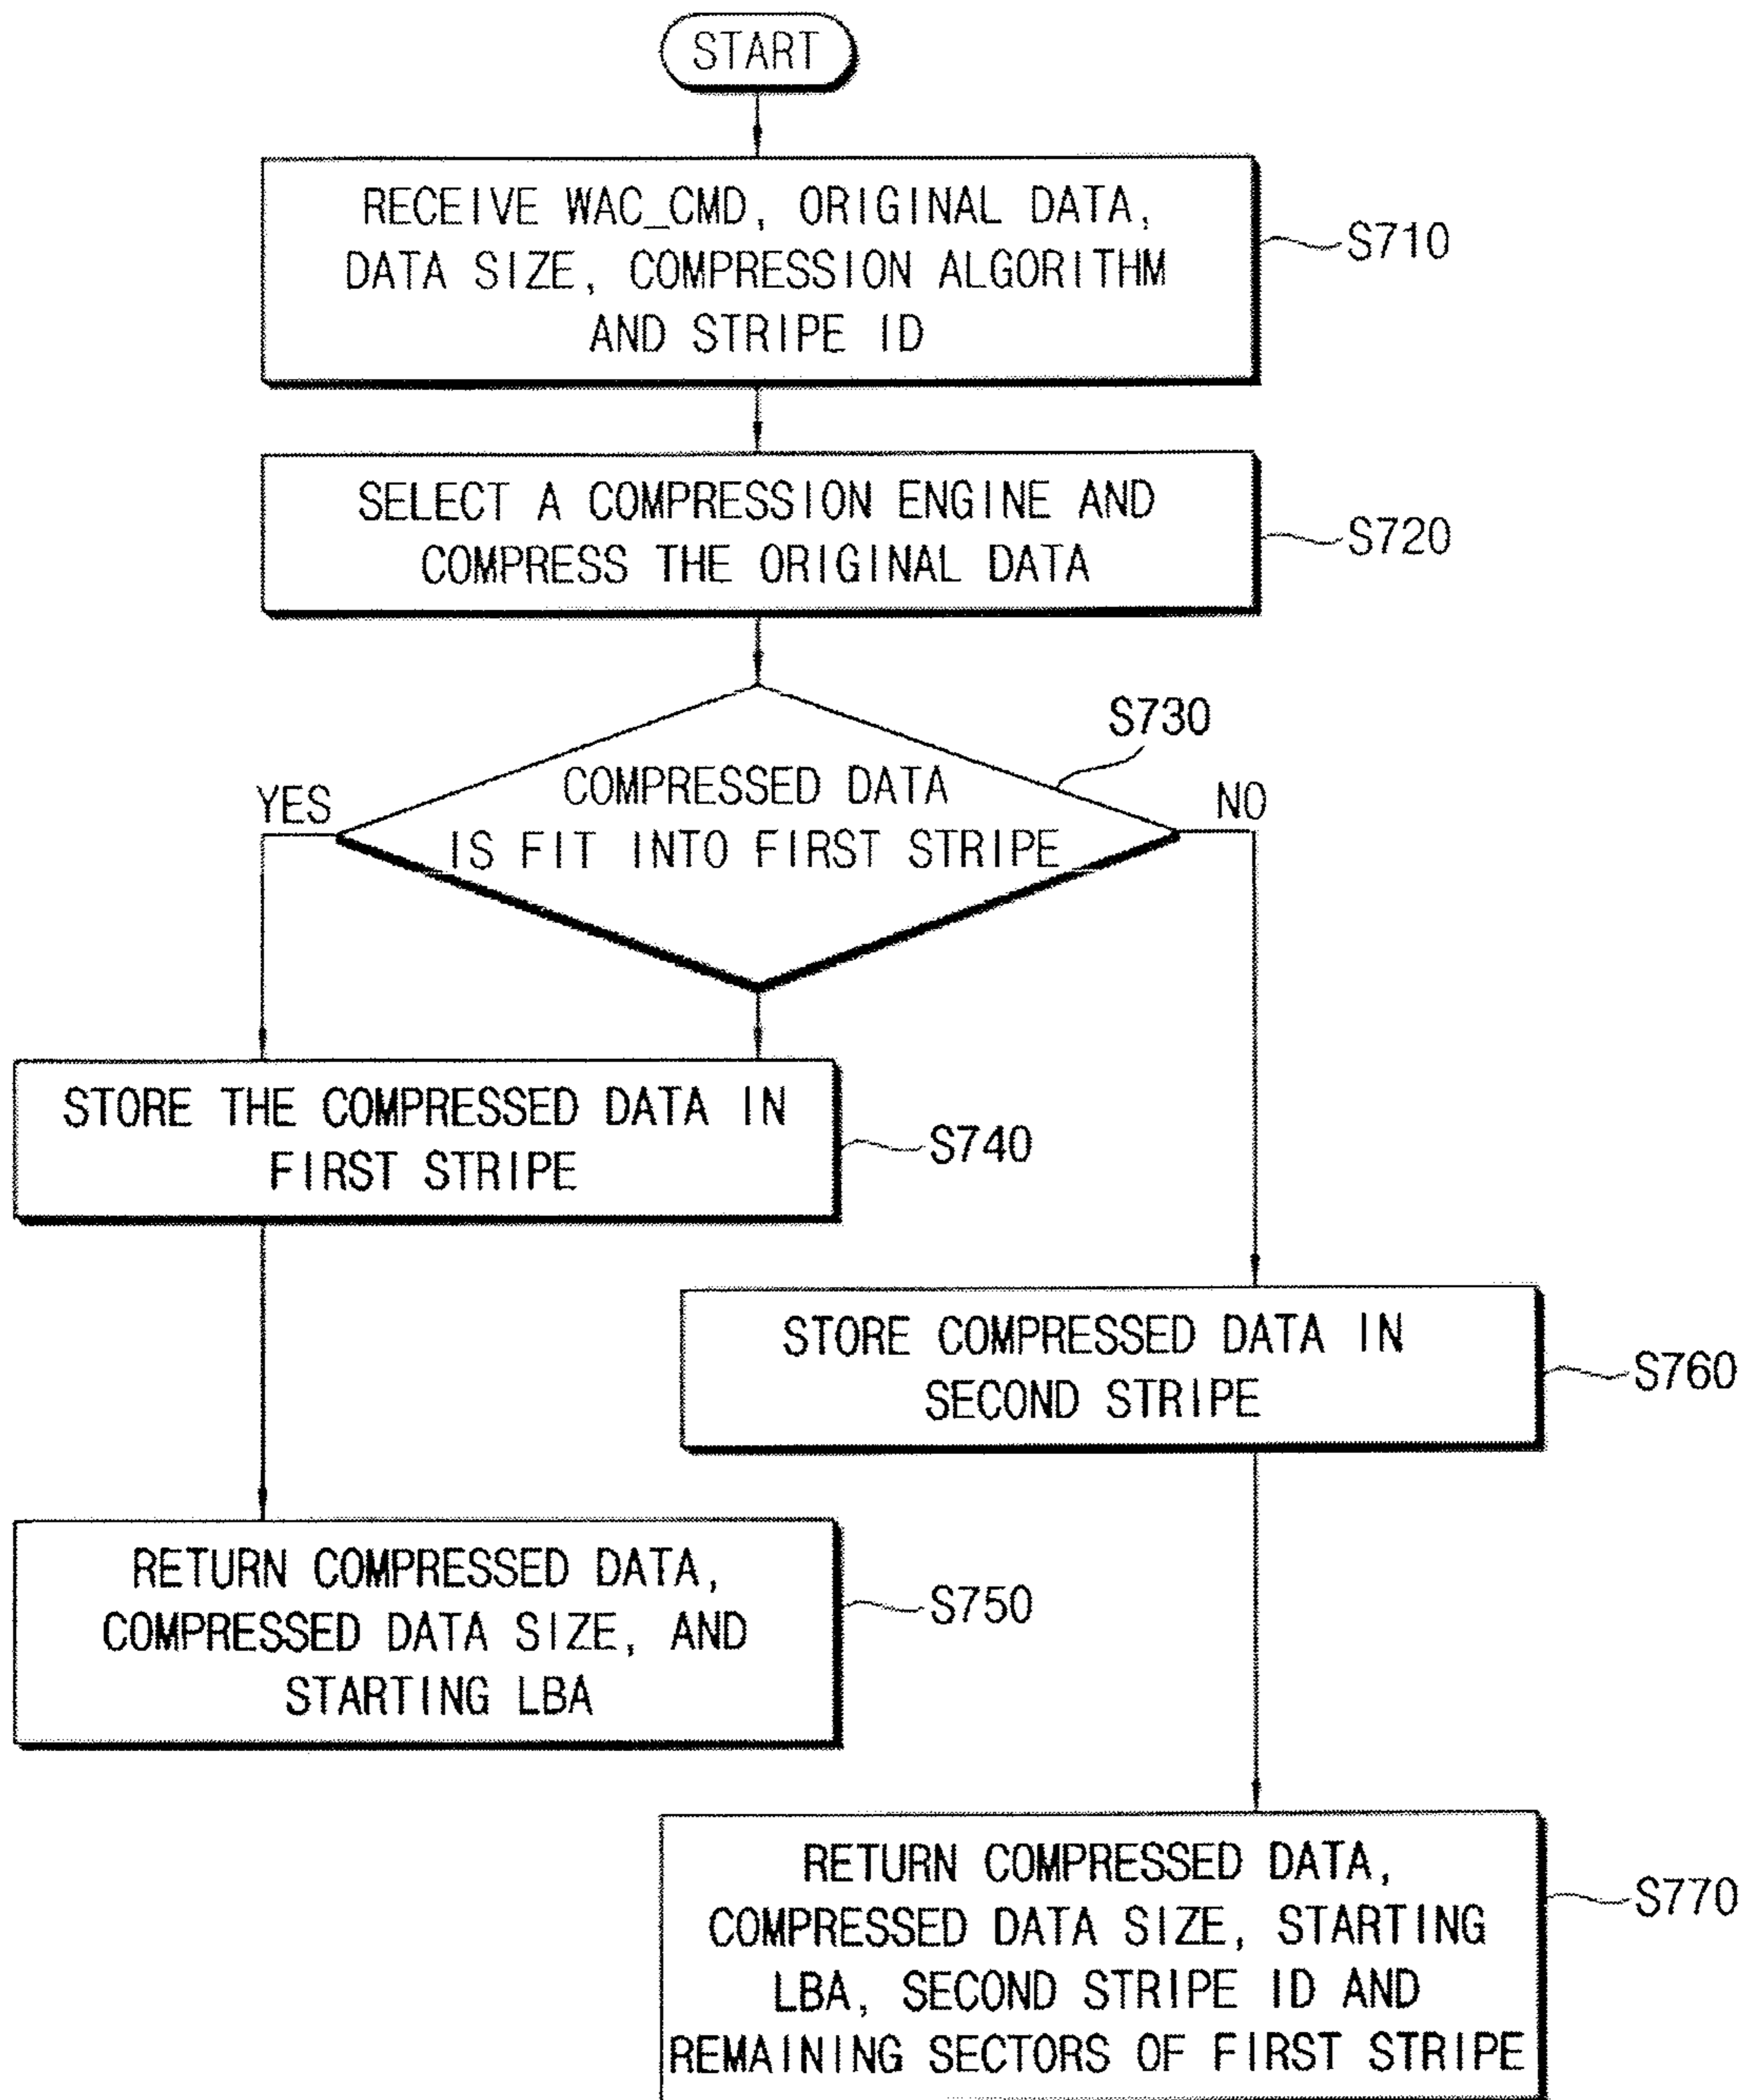 START
RECEIVE WAC_CMD, ORIGINAL DATA,
DATA SIZE, COMPRESSION ALGORITHM
AND STRIPE ID
S710
SELECT A COMPRESSION ENGINE AND
COMPRESS THE ORIGINAL DATA
S720
S730
COMPRESSED DATA
IS FIT INTO FIRST STRIPE
YES
NO
STORE THE COMPRESSED DATA IN
FIRST STRIPE
S740
STORE COMPRESSED DATA IN
SECOND STRIPE
S760
RETURN COMPRESSED DATA,
COMPRESSED DATA SIZE, AND
STARTING LBA
S750
RETURN COMPRESSED DATA,
COMPRESSED DATA SIZE, STARTING
LBA, SECOND STRIPE ID AND
REMAINING SECTORS OF FIRST STRIPE
S770